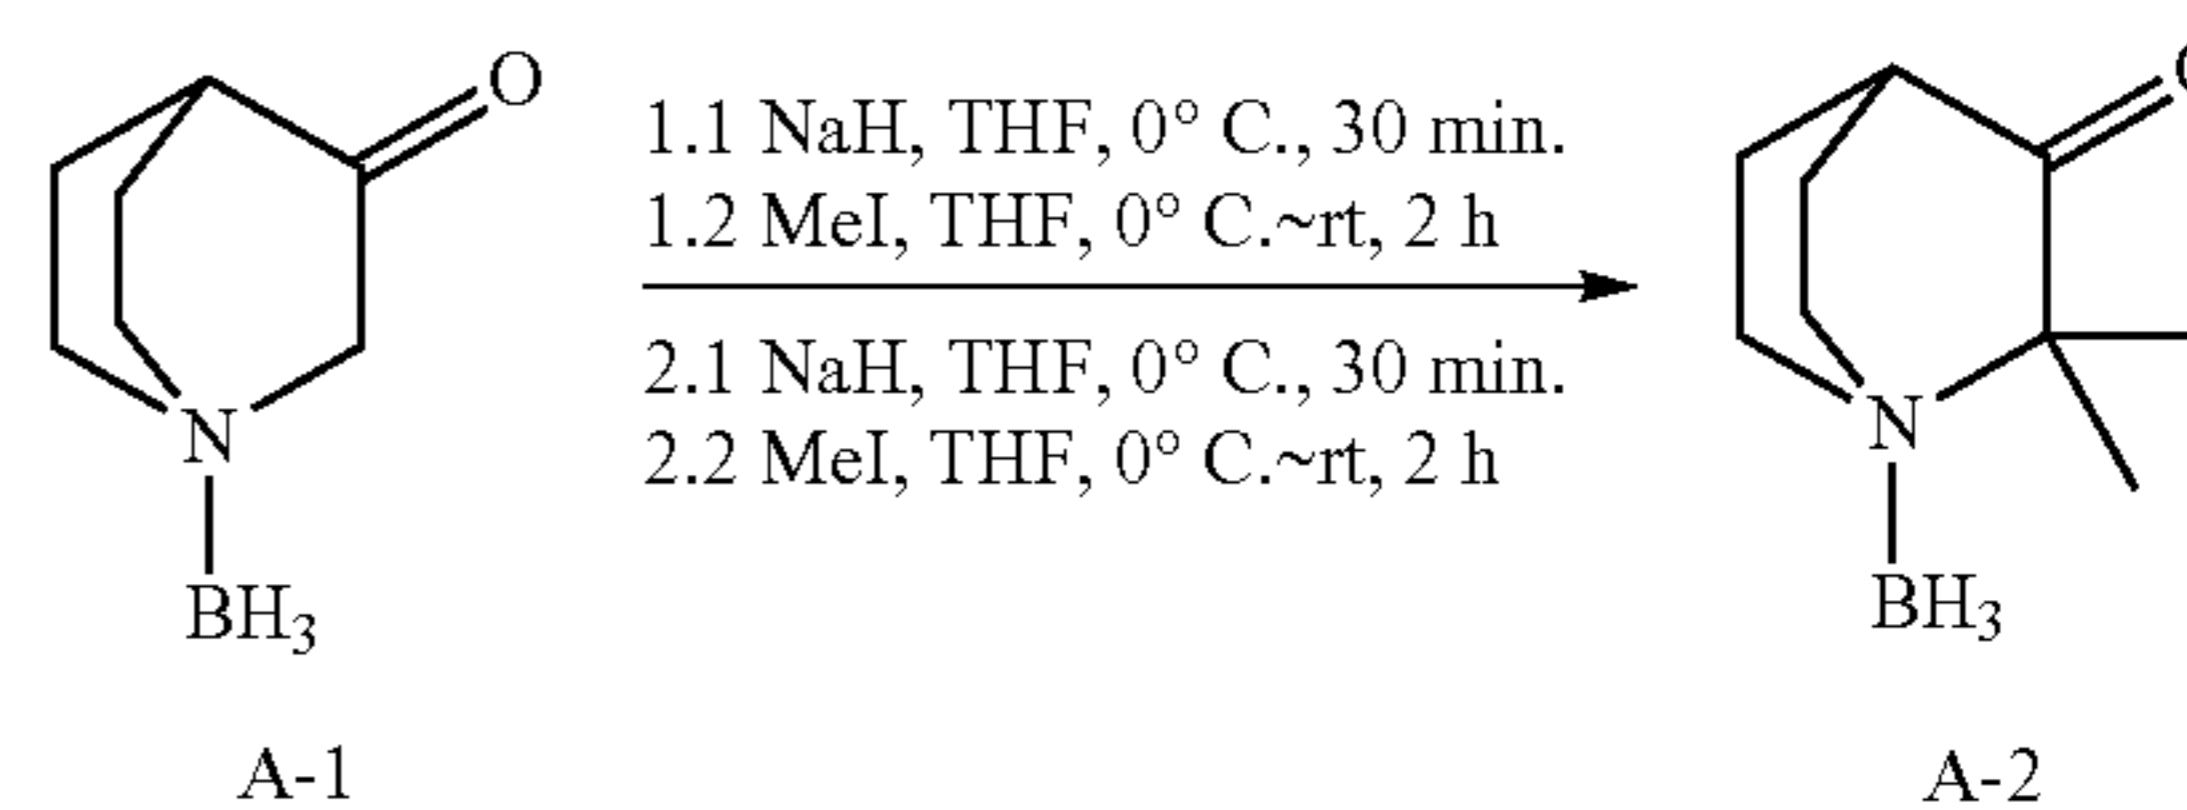 O
1.1 NaH, THF, 0° C., 30 min.
1.2 MeI, THF, 0° C.~rt, 2 h
2.1 NaH, THF, 0° C., 30 min.
2.2 MeI, THF, 0° C.~rt, 2 h
N
BH₃
A-1
N
BH₃
A-2